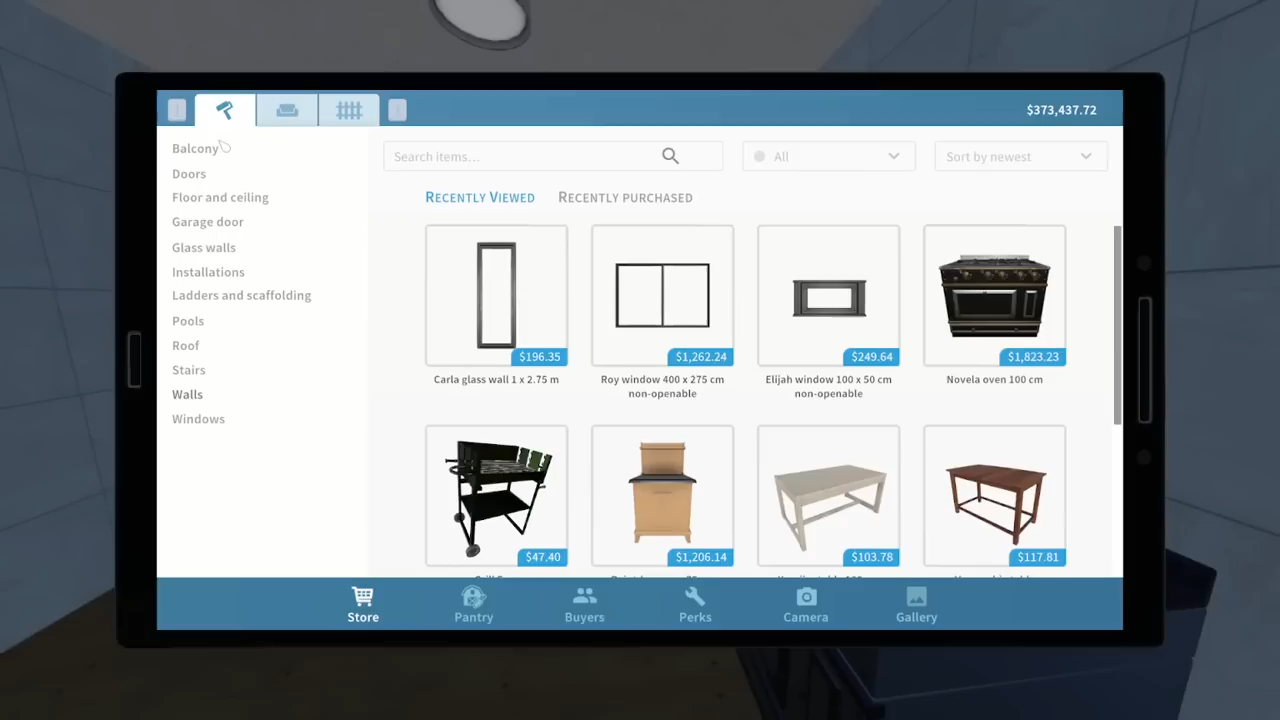 $373,437.72
Balcony
Doors
Floor and ceiling
Garage door
Glass walls
Installations
Ladders and scaffolding
Pools
Roof
Stairs
Walls
Windows
Search items...
All
Sort by newest
RECENTLY VIEWED
RECENTLY PURCHASED
$196.35
$1,262.24
$249.64
$1,823.23
Carla glass wall 1 x 2.75 m
Roy window 400 x 275 cm
non-openable
Elijah window 100 x 50 cm
non-openable
Novela oven 100 cm
$47.40
$1,206.14
$103.78
$117.81
Store
Pantry
Buyers
Perks
Camera
Gallery